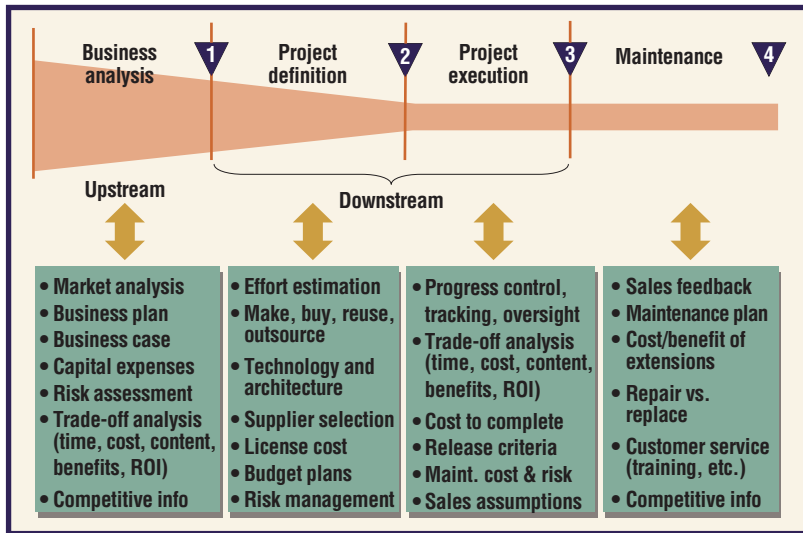 Business
analysis
1
Project
definition
2
Project
execution
3
Maintenance
4
Upstream
Downstream
• Market analysis
• Business plan
• Business case
• Capital expenses
• Risk assessment
• Trade-off analysis
(time, cost, content,
benefits, ROI)
• Competitive info
• Effort estimation
• Make, buy, reuse,
outsource
• Technology and
architecture
• Supplier selection
• License cost
• Budget plans
• Risk management
• Progress control,
tracking, oversight
• Trade-off analysis
(time, cost, content,
benefits, ROI)
• Cost to complete
• Release criteria
• Maint. cost & risk
• Sales assumptions
• Sales feedback
• Maintenance plan
• Cost/benefit of
extensions
• Repair vs.
replace
• Customer service
(training, etc.)
• Competitive info